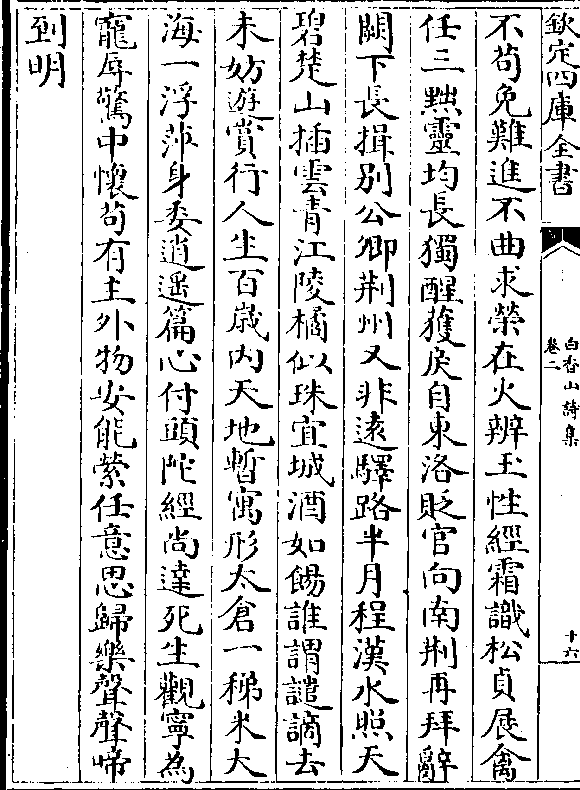 欽定四庫全書
白香山詩集
卷二
十六
不苟免難進不曲求榮在火辨玉性經霜識松貞展禽
任三黜靈均長獨醒獲戾自東洛貶官向南荆再拜辭
闕下長揖别公卿荆州又非遠驛路半月程漢水照天
碧楚山插雲青江陵橘似珠宜城酒如餳誰謂譴謫去
未妨遊賞行人生百歳内天地暫寓形太倉一稊米大
海一浮萍身委逍遥篇心付頭陀經尚達死生觀寧為
寵辱驚中懷苟有主外物安能縈任意思歸樂聲聲啼
到明